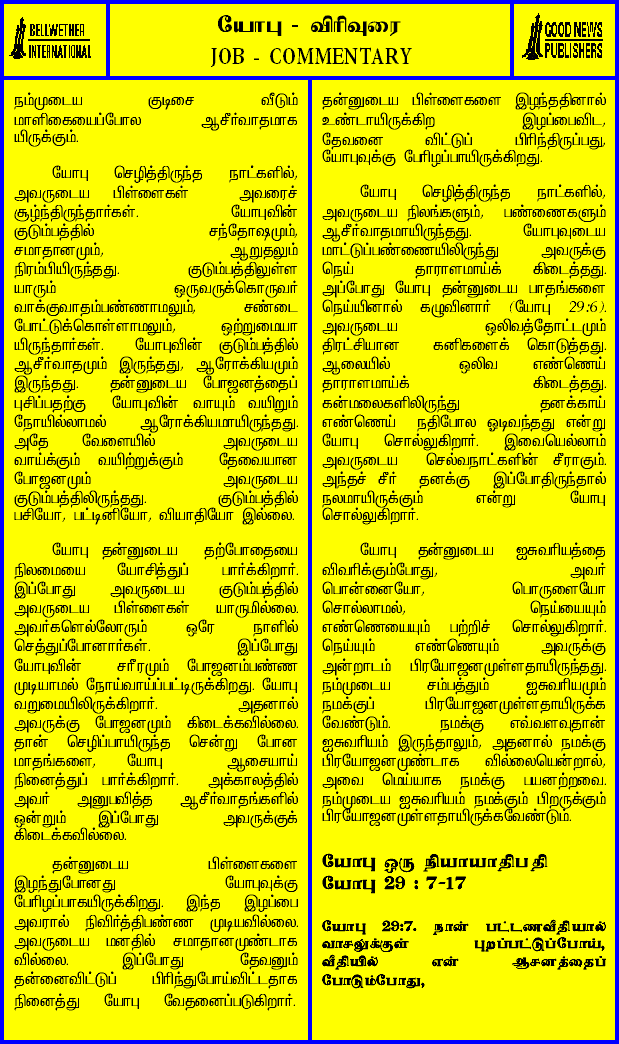 BELLWETHER
INTERNATIONAL
யோபு - விரிவுரை
JOB - COMMENTARY
GOOD NEWS
PUBLISHERS
நம்முடைய குடிசை வீடும்
மாளிகையைப்போல ஆசீர்வாதமாக
யிருக்கும்.
யோபு செழித்திருந்த நாட்களில்,
அவருடைய பிள்ளைகள் அவரைச்
சூழ்ந்திருந்தார்கள். யோபுவின்
குடும்பத்தில் சந்தோஷமும்,
சமாதானமும், ஆறுதலும்
நிரம்பியிருந்தது. குடும்பத்திலுள்ள
யாரும் ஒருவருக்கொருவர்
வாக்குவாதம்பண்ணாமலும், சண்டை
போட்டுக்கொள்ளாமலும், ஒற்றுமையா
யிருந்தார்கள். யோபுவின் குடும்பத்தில்
ஆசீர்வாதமும் இருந்தது, ஆரோக்கியமும்
இருந்தது. தன்னுடைய போஜனத்தைப்
புசிப்பதற்கு யோபுவின் வாயும் வயிறும்
நோயில்லாமல் ஆரோக்கியமாயிருந்தது.
அதே வேளையில் அவருடைய
வாய்க்கும் வயிற்றுக்கும் தேவையான
போஜனமும் அவருடைய
குடும்பத்திலிருந்தது. குடும்பத்தில்
பசியோ, பட்டினியோ, வியாதியோ இல்லை.
யோபு தன்னுடைய தற்போதைய
நிலமையை யோசித்துப் பார்க்கிறார்.
இப்போது அவருடைய குடும்பத்தில்
அவருடைய பிள்ளைகள் யாருமில்லை.
அவர்களெல்லோரும் ஒரே நாளில்
செத்துப்போனார்கள். இப்போது
யோபுவின் சரீரமும் போஜனம்பண்ண
முடியாமல் நோய்வாய்ப்பட்டிருக்கிறது. யோபு
வறுமையிலிருக்கிறார். அதனால்
அவருக்கு போஜனமும் கிடைக்கவில்லை.
தான் செழிப்பாயிருந்த சென்று போன
மாதங்களை, யோபு ஆசையாய்
நினைத்துப் பார்க்கிறார். அக்காலத்தில்
அவர் அனுபவித்த ஆசீர்வாதங்களில்
ஒன்றும் இப்போது அவருக்குக்
கிடைக்கவில்லை.
தன்னுடைய பிள்ளைகளை
இழந்துபோனது யோபுவுக்கு
பேரிழப்பாகயிருக்கிறது. இந்த இழப்பை
அவரால் நிவிர்த்திபண்ண முடியவில்லை.
அவருடைய மனதில் சமாதானமுண்டாக
வில்லை. இப்போது தேவனும்
தன்னைவிட்டுப் பிரிந்துபோய்விட்டதாக
நினைத்து யோபு வேதனைப்படுகிறார்.
தன்னுடைய பிள்ளைகளை இழந்ததினால்
உண்டாயிருக்கிற இழப்பைவிட,
தேவனை விட்டுப் பிரிந்திருப்பது,
யோபுவுக்கு பேரிழப்பாயிருக்கிறது.
யோபு செழித்திருந்த நாட்களில்,
அவருடைய நிலங்களும், பண்ணைகளும்
ஆசீர்வாதமாயிருந்தது. யோபுவுடைய
மாட்டுப்பண்ணையிலிருந்து அவருக்கு
நெய் தாராளமாய்க் கிடைத்தது.
அப்போது யோபு தன்னுடைய பாதங்களை
நெய்யினால் கழுவினார் (யோபு 29:6).
அவருடைய ஒலிவத்தோட்டமும்
திரட்சியான கனிகளைக் கொடுத்தது.
ஆலையில் ஒலிவ எண்ணெய்
தாராளமாய்க் கிடைத்தது.
கன்மலைகளிலிருந்து தனக்காய்
எண்ணெய் நதிபோல ஓடிவந்தது என்று
யோபு சொல்லுகிறார். இவையெல்லாம்
அவருடைய செல்வநாட்களின் சீராகும்.
அந்தச் சீர் தனக்கு இப்போதிருந்தால்
நலமாயிருக்கும் என்று யோபு
சொல்லுகிறார்.
யோபு தன்னுடைய ஐசுவரியத்தை
விவரிக்கும்போது, அவர்
பொன்னையோ, பொருளையோ
சொல்லாமல், நெய்யையும்
எண்ணெயையும் பற்றிச் சொல்லுகிறார்.
நெய்யும் எண்ணெயும் அவருக்கு
அன்றாடம் பிரயோஜனமுள்ளதாயிருந்தது.
நம்முடைய சம்பத்தும் ஐசுவரியமும்
நமக்குப் பிரயோஜனமுள்ளதாயிருக்க
வேண்டும். நமக்கு எவ்வளவுதான்
ஐசுவரியம் இருந்தாலும், அதனால் நமக்கு
பிரயோஜனமுண்டாக வில்லையென்றால்,
அவை மெய்யாக நமக்கு பயனற்றவை.
நம்முடைய ஐசுவரியம் நமக்கும் பிறருக்கும்
பிரயோஜனமுள்ளதாயிருக்கவேண்டும்.
யோபு ஒரு நியாயாதிபதி
யோபு 29 : 7-17
யோபு 29:7. நான் பட்டணவீதியால்
வாசலுக்குள் புறப்பட்டுப்போய்,
வீதியில் என் ஆசனத்தைப்
போடும்போது,